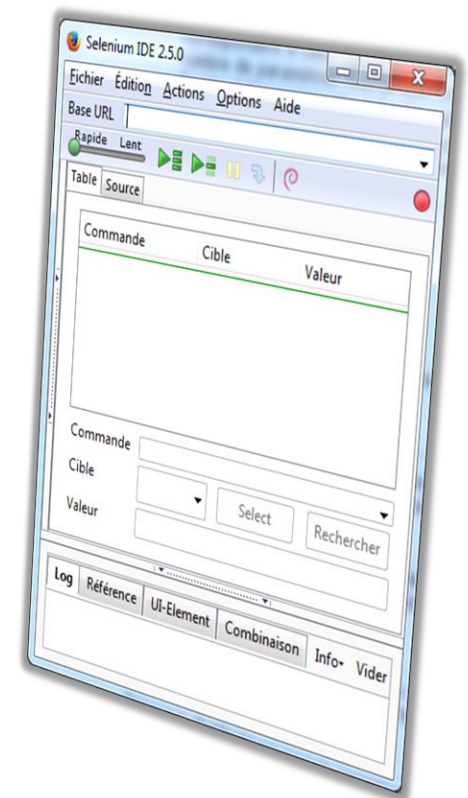 Selenium IDE 2.5.0
Fichier Édition Actions Options Aide
Base URL
Rapide Lent
Table Source
Commande Cible Valeur
Commande
Cible Select Rechercher
Valeur
Log Référence UI-Element Combinaison Info Vider